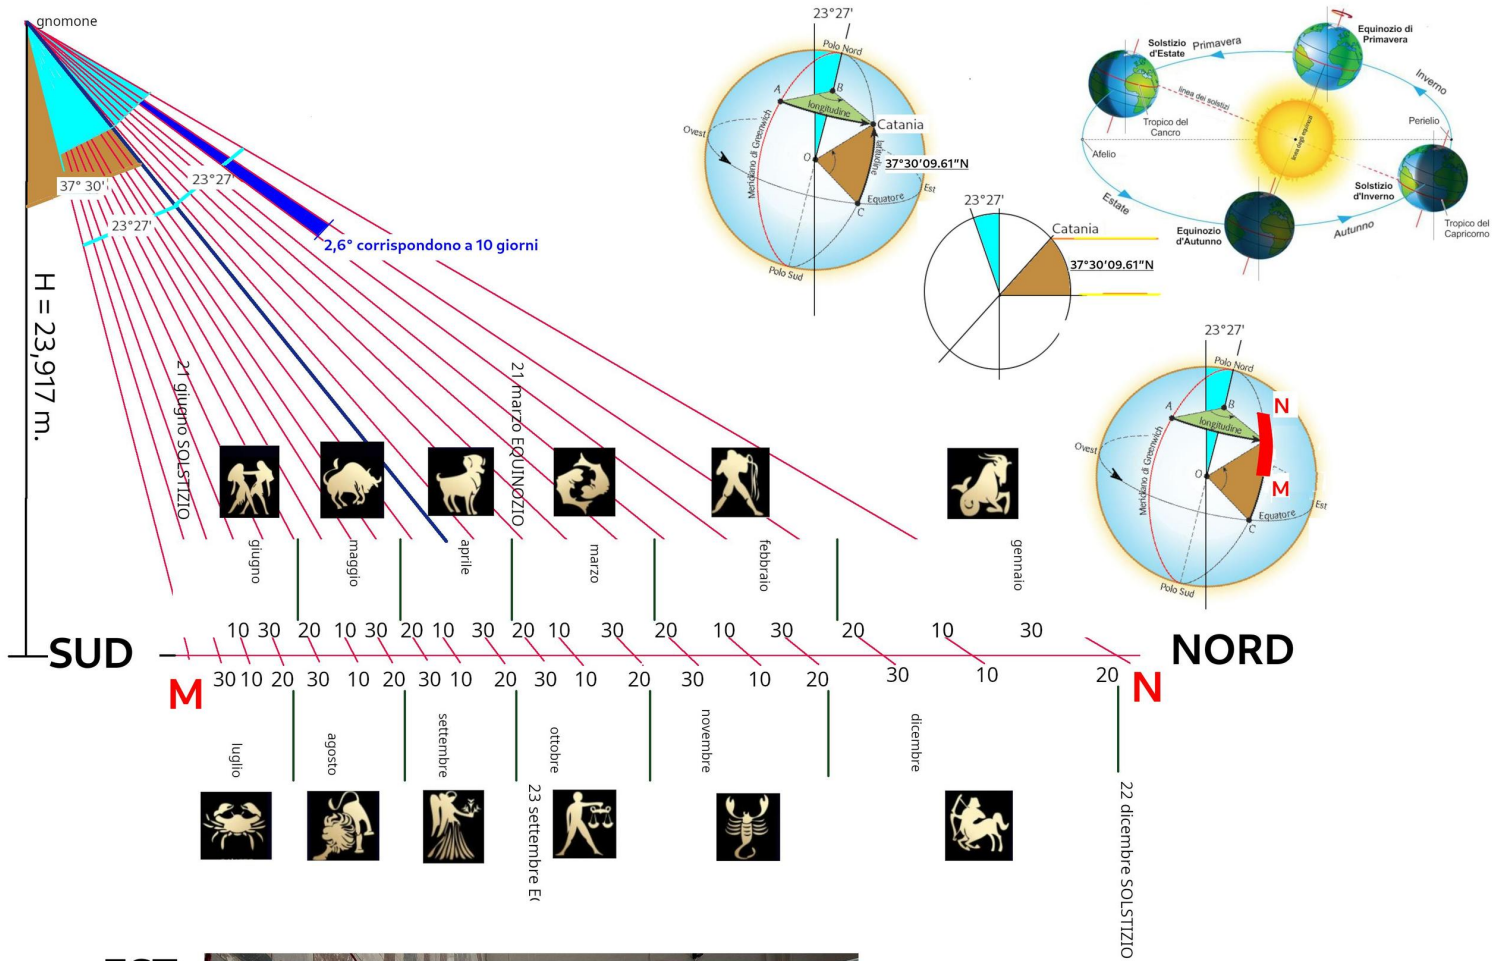 gnomone
37° 30'
23°27'
23°27'
2,6° corrispondono a 10 giorni
H = 23,917 m.
21 giugno SOLSTIZIO
21 marzo EQUINOZIO
giugno
maggio
aprile
marzo
febbraio
gennaio
10 30 20 10 30 20 10 30 20 10 30 20 10 30 20 10 30
SUD
NORD
M
30 10 20 30 10 20 30 10 20 30 10 20 30 10 20 30 10 20
N
luglio
agosto
settembre
ottobre
novembre
dicembre
23 settembre
22 dicembre SOLSTIZIO
23°27'
Polo Nord
A
B
longitudine
Catania
Ovest
Meridiano di Greenwich
O
latitudine
37°30'09.61"N
Est
Equatore
C
Polo Sud
23°27'
Catania
37°30'09.61"N
Solstizio
d'Estate
Primavera
Equinozio di
Primavera
Inverno
linea dei solstizi
linea degli equinozi
Tropico del
Cancro
Perielio
Afelio
Estate
Solstizio
d'Inverno
Equinozio
d'Autunno
Autunno
Tropico del
Capricorno
23°27'
Polo Nord
A
B
N
longitudine
Ovest
Meridiano di Greenwich
O
M
Est
Equatore
C
Polo Sud